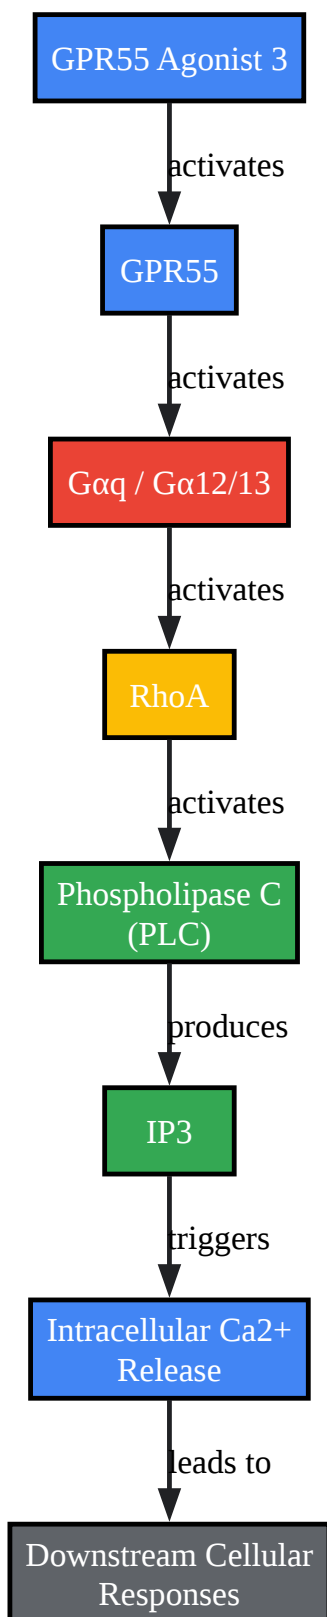 GPR55 Agonist 3
activates
GPR55
activates
Gαq / Gα12/13
activates
RhoA
activates
Phospholipase C
(PLC)
produces
IP3
triggers
Intracellular Ca2+
Release
leads to
Downstream Cellular
Responses